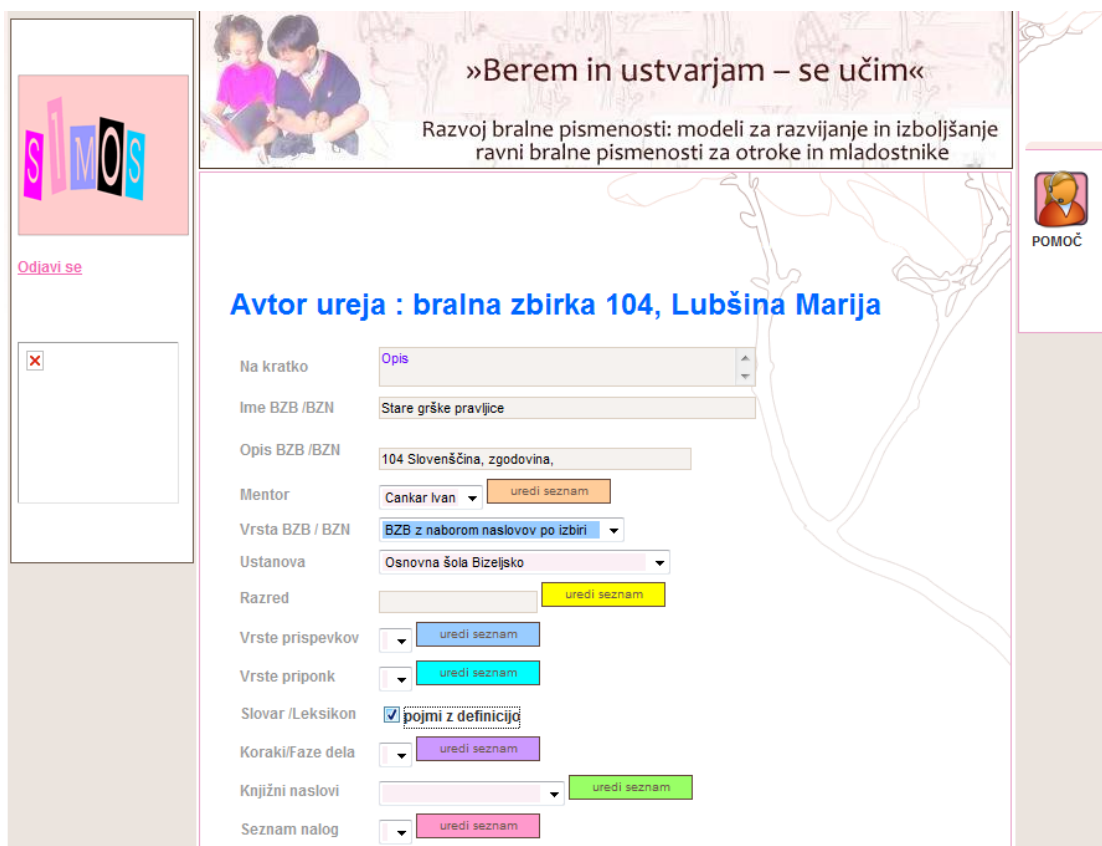 »Berem in ustvarjam – se učim«
Razvoj bralne pismenosti: modeli za razvijanje in izboljšanje
ravni bralne pismenosti za otroke in mladostnike
SIMOS
POMOČ
Odjavi se
Avtor ureja : bralna zbirka 104, Lubšina Marija
Na kratko Opis
Ime BZB /BZN Stare grške pravljice
Opis BZB /BZN 104 Slovenščina, zgodovina,
Mentor Cankar Ivan uredi seznam
Vrsta BZB / BZN BZB z naborom naslovov po izbiri
Ustanova Osnovna šola Bizeljsko
Razred uredi seznam
Vrste prispevkov uredi seznam
Vrste priponk uredi seznam
Slovar /Leksikon pojmi z definicijo
Koraki/Faze dela uredi seznam
Knjižni naslovi uredi seznam
Seznam nalog uredi seznam